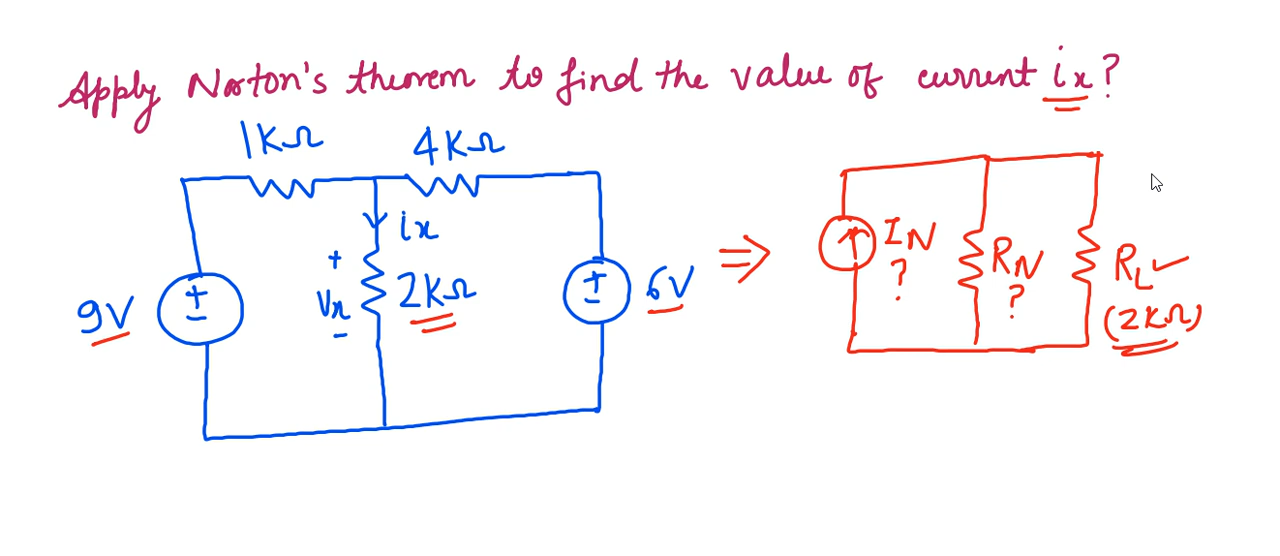 Apply Norton's theorem to find the value of current ix?
1KΩ 4KΩ
ix
+
Vx
-
2KΩ
9V
+
-
+
-
6V
⇒
IN
?
RN
?
RL ✓
(2KΩ)